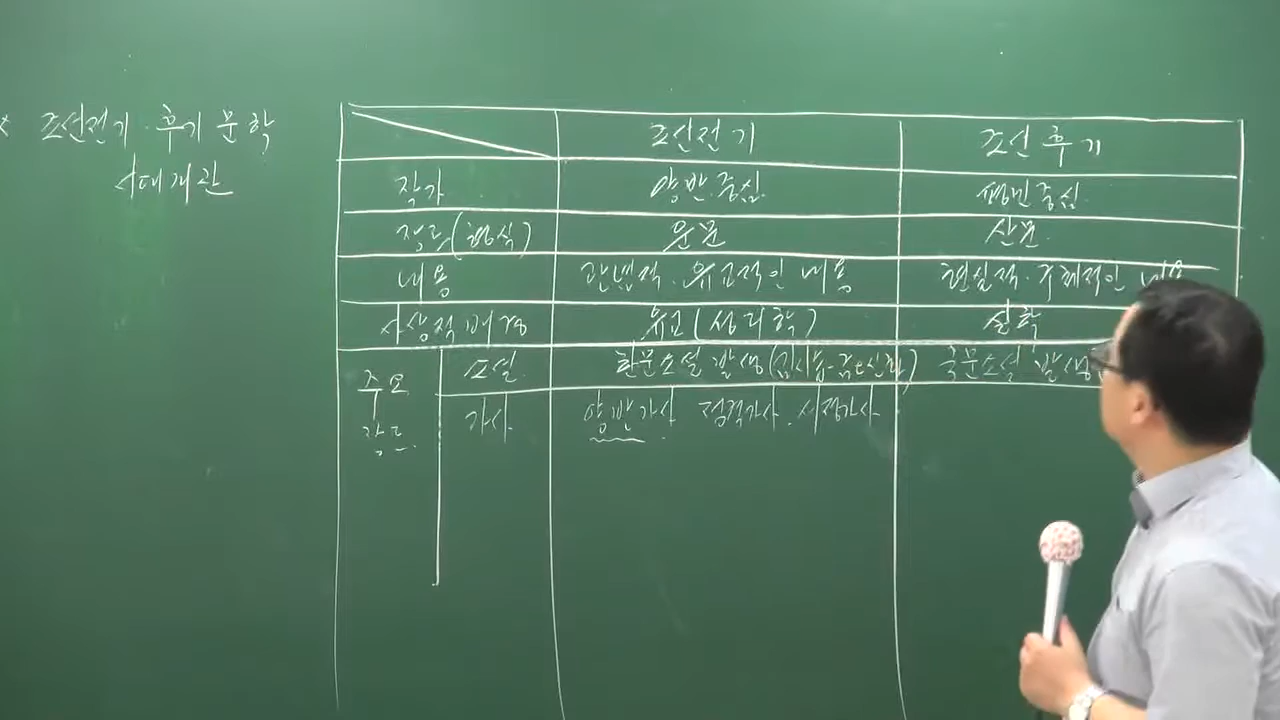 * 조선전기·후기 문학
시대개관
조선전기 조선후기
작가 양반중심 평민중심
장르(형식) 운문 산문
내용 관념적·유교적인 내용 현실적·구체적인 내용
사상적 배경 유교(성리학) 실학
주요 장르
소설 한문소설 발생(김시습-금오신화) 국문소설 발생
가사 양반가사 정격가사 서정가사